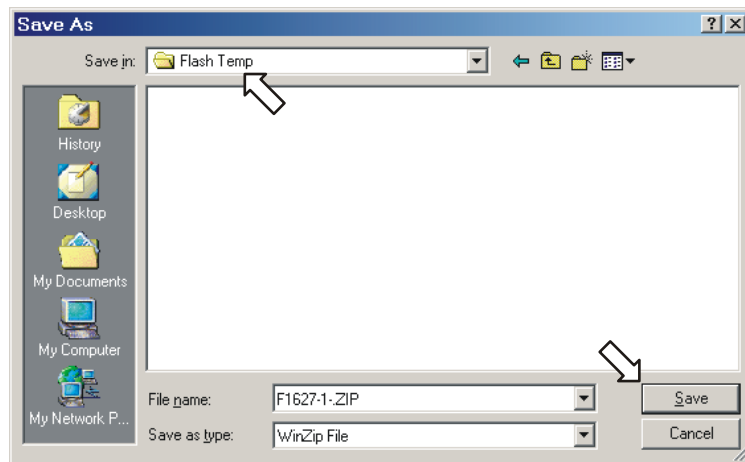 Save As
Save in: Flash Temp
History
Desktop
My Documents
My Computer
My Network P...
File name: F1627-1-.ZIP
Save
Save as type: WinZip File
Cancel